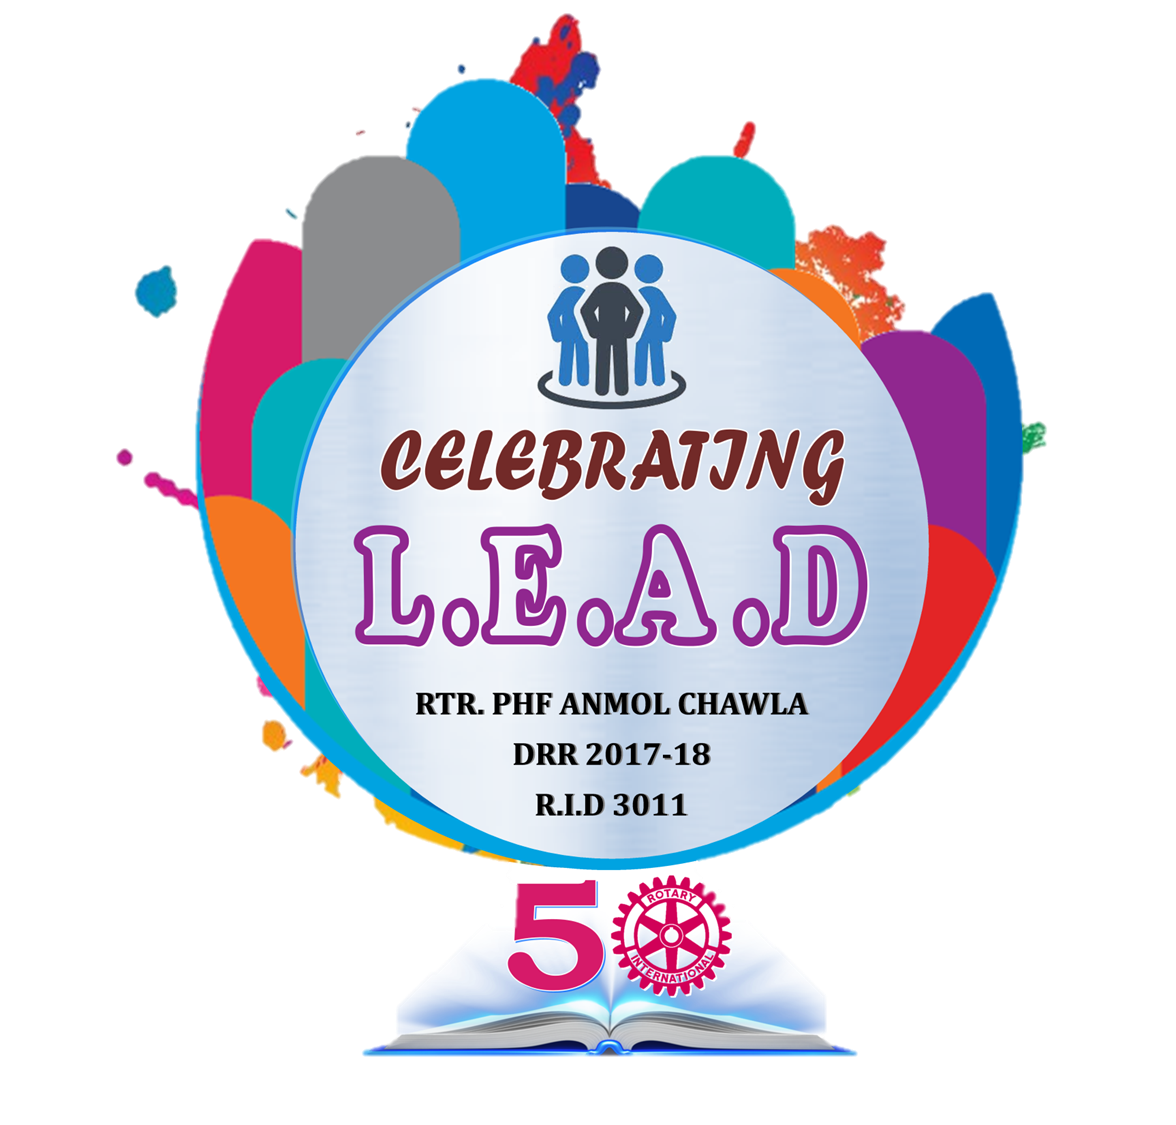 CELEBRATING
L.E.A.D
RTR. PHF ANMOL CHAWLA
DRR 2017-18
R.I.D 3011
50
ROTARY
INTERNATIONAL